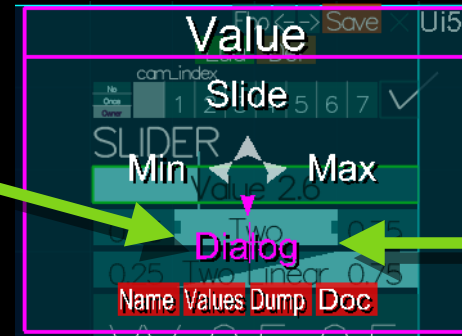 Save Ui5
Value
cam_index
No
Once
Owner
1 2 3 4 5 6 7
Slide
SLIDER
Min Max
Value 2.6
Two 0.75
Dialog
0.25 Two Linear 0.75
Name Values Dump Doc